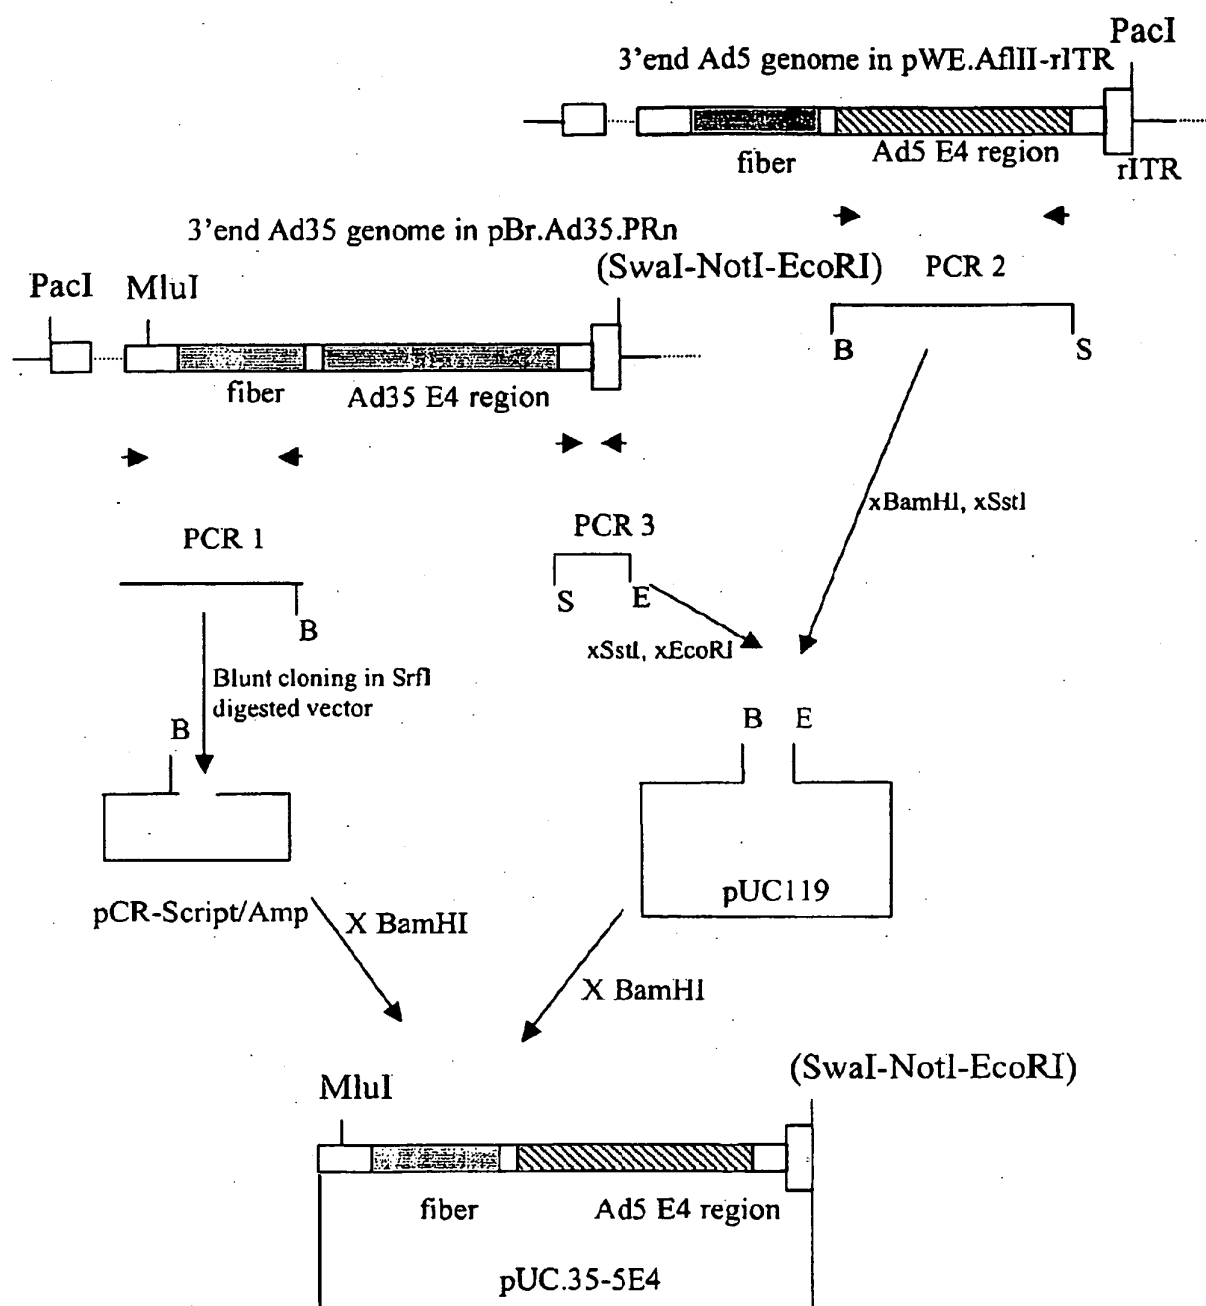 PacI
3'end Ad5 genome in pWE.AflII-rITR
fiber
Ad5 E4 region
rITR
3'end Ad35 genome in pBr.Ad35.PRn
(SwaI-NotI-EcoRI)
PCR 2
PacI
MluI
B
S
fiber
Ad35 E4 region
xBamHI, xSstI
PCR 1
PCR 3
S
E
B
xSstI, xEcoRI
Blunt cloning in SrfI
digested vector
B
B
E
pUC119
pCR-Script/Amp
X BamHI
X BamHI
MluI
(SwaI-NotI-EcoRI)
fiber
Ad5 E4 region
pUC.35-5E4